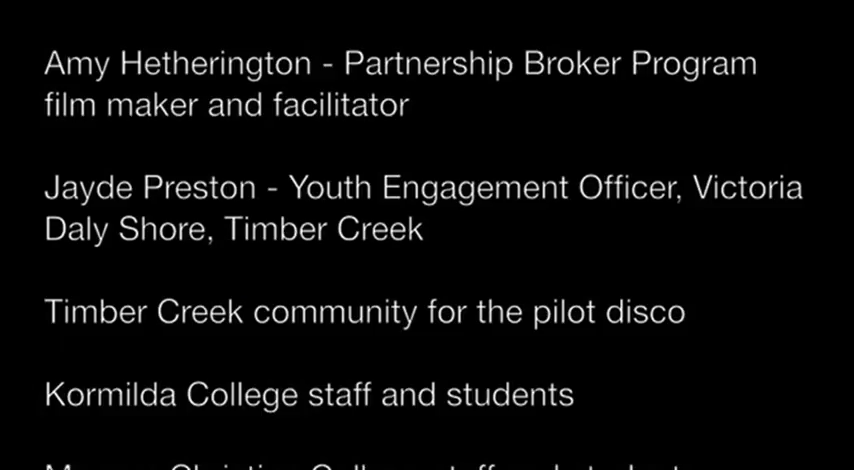 Amy Hetherington - Partnership Broker Program
film maker and facilitator
Jayde Preston - Youth Engagement Officer, Victoria
Daly Shore, Timber Creek
Timber Creek community for the pilot disco
Kormilda College staff and students